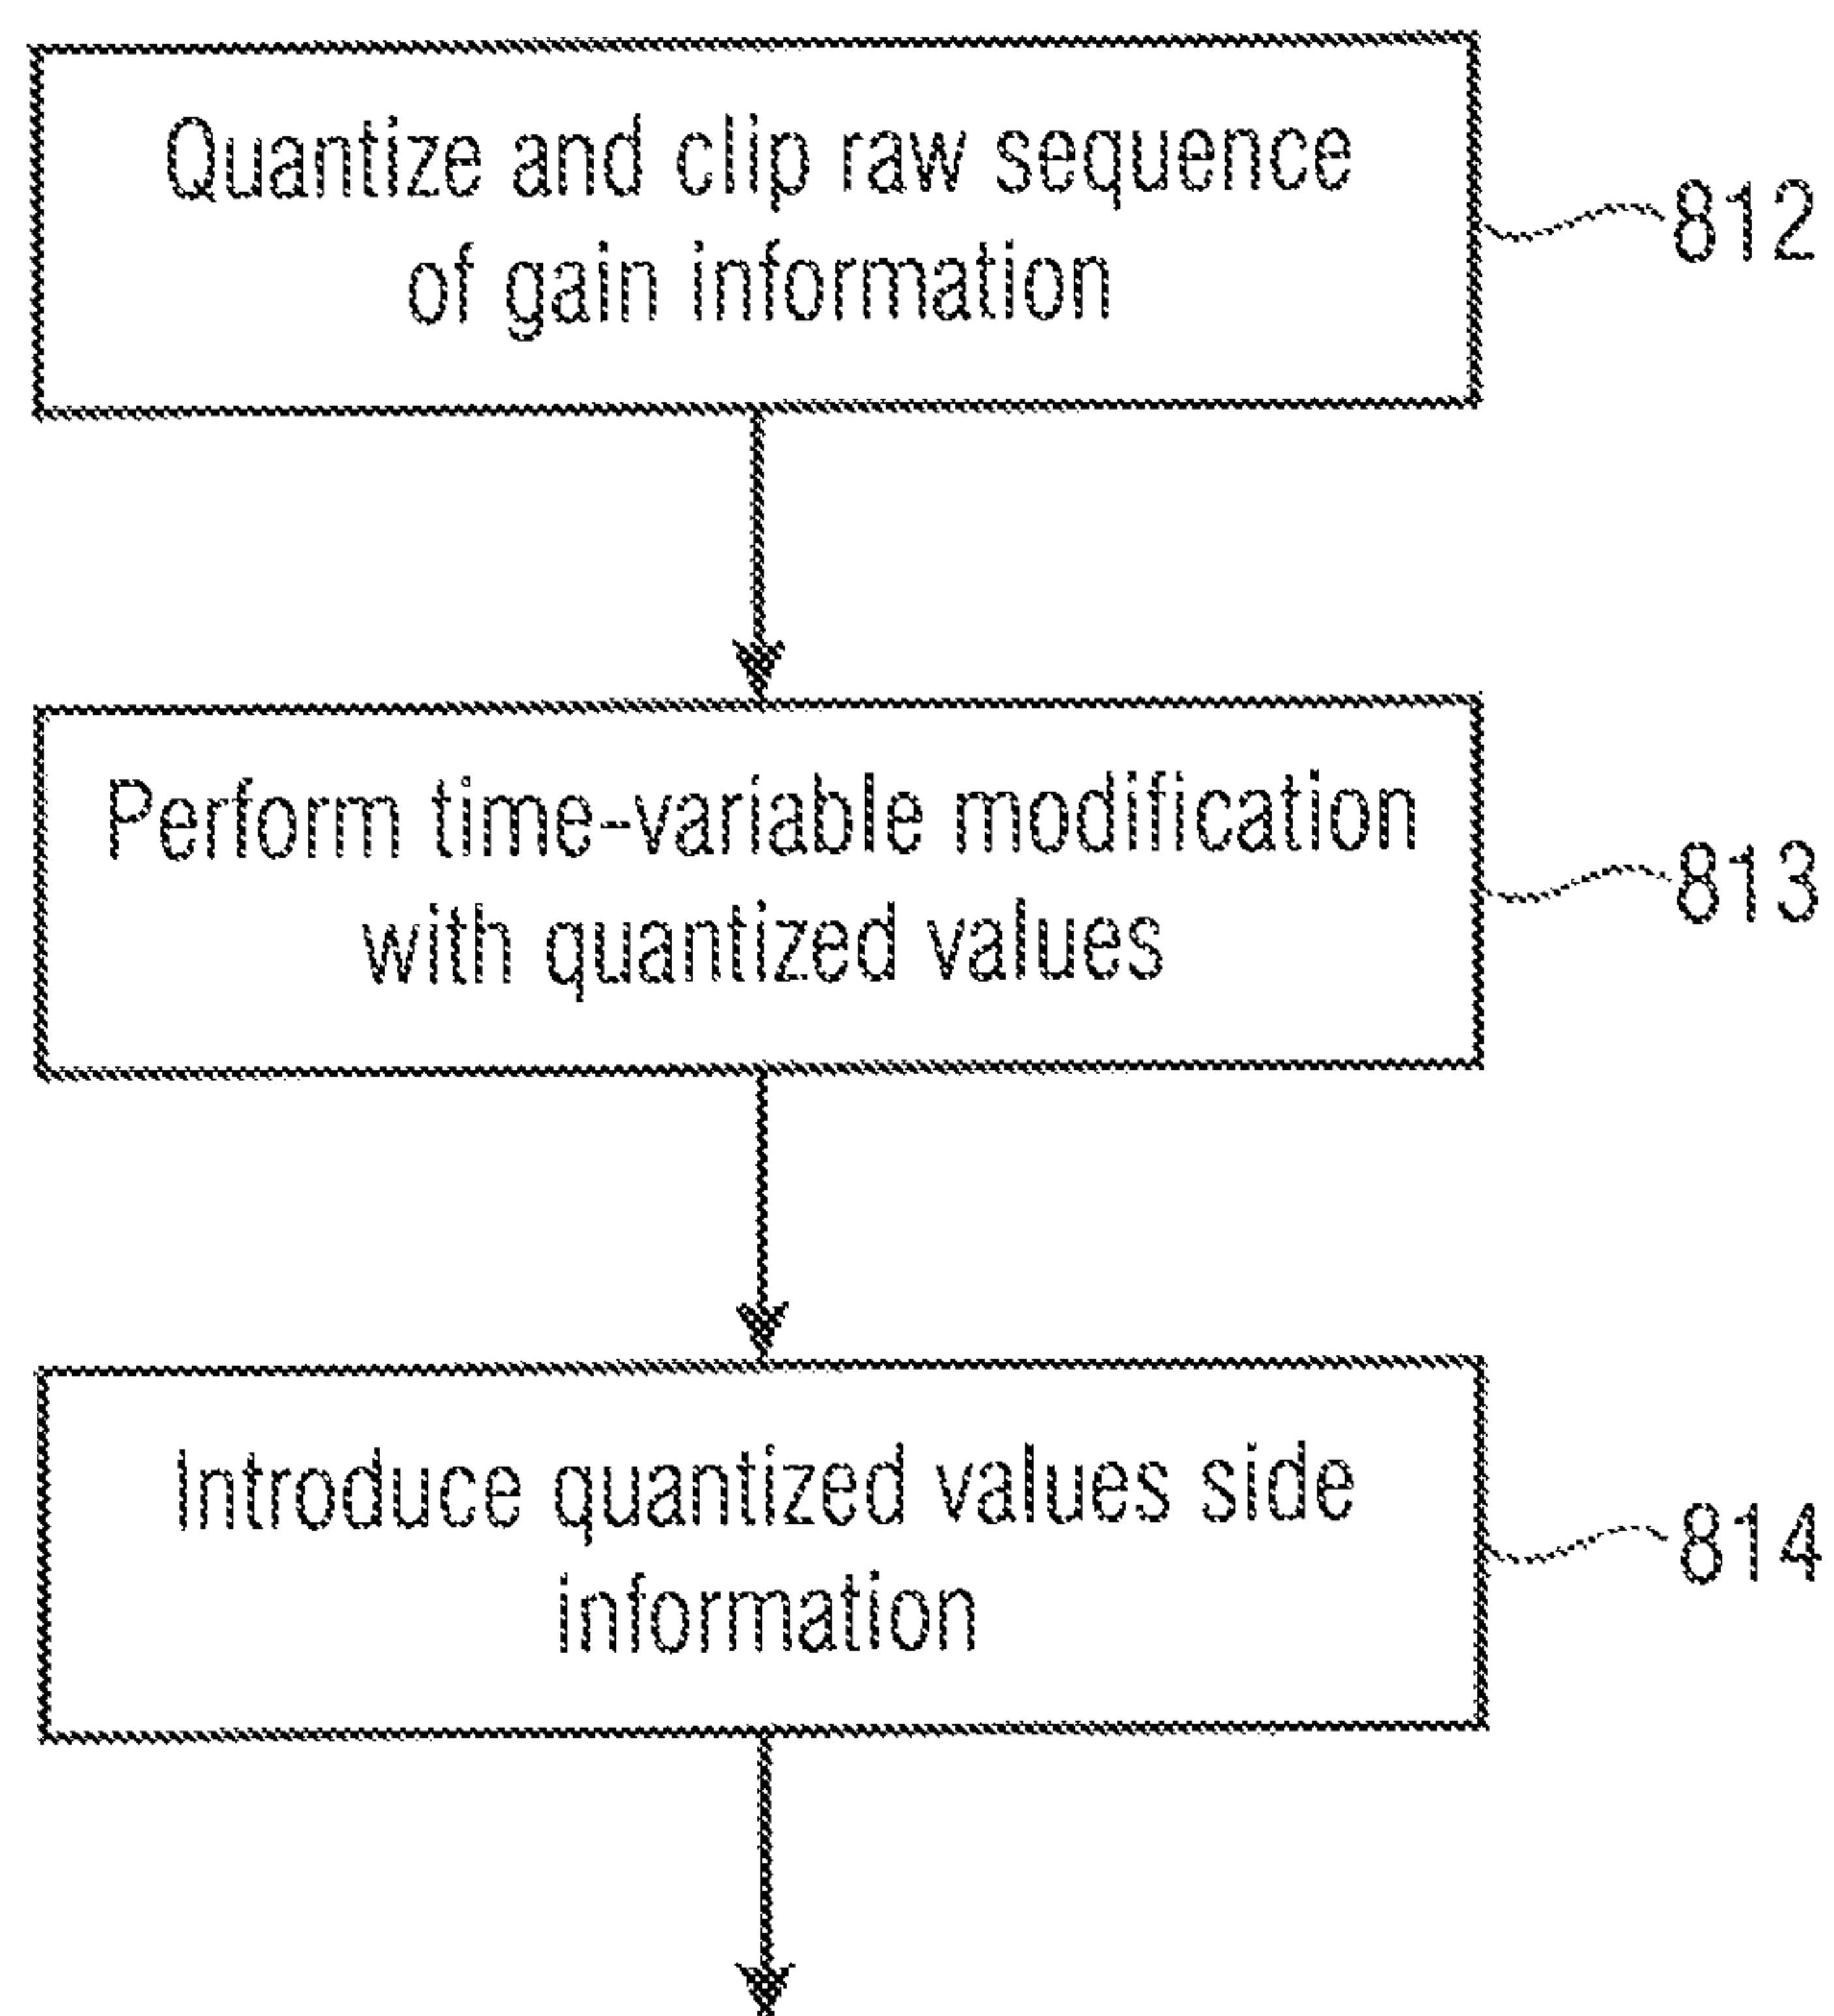 Quantize and clip raw sequence
of gain information
812
Perform time-variable modification
with quantized values
813
Introduce quantized values side
information
814